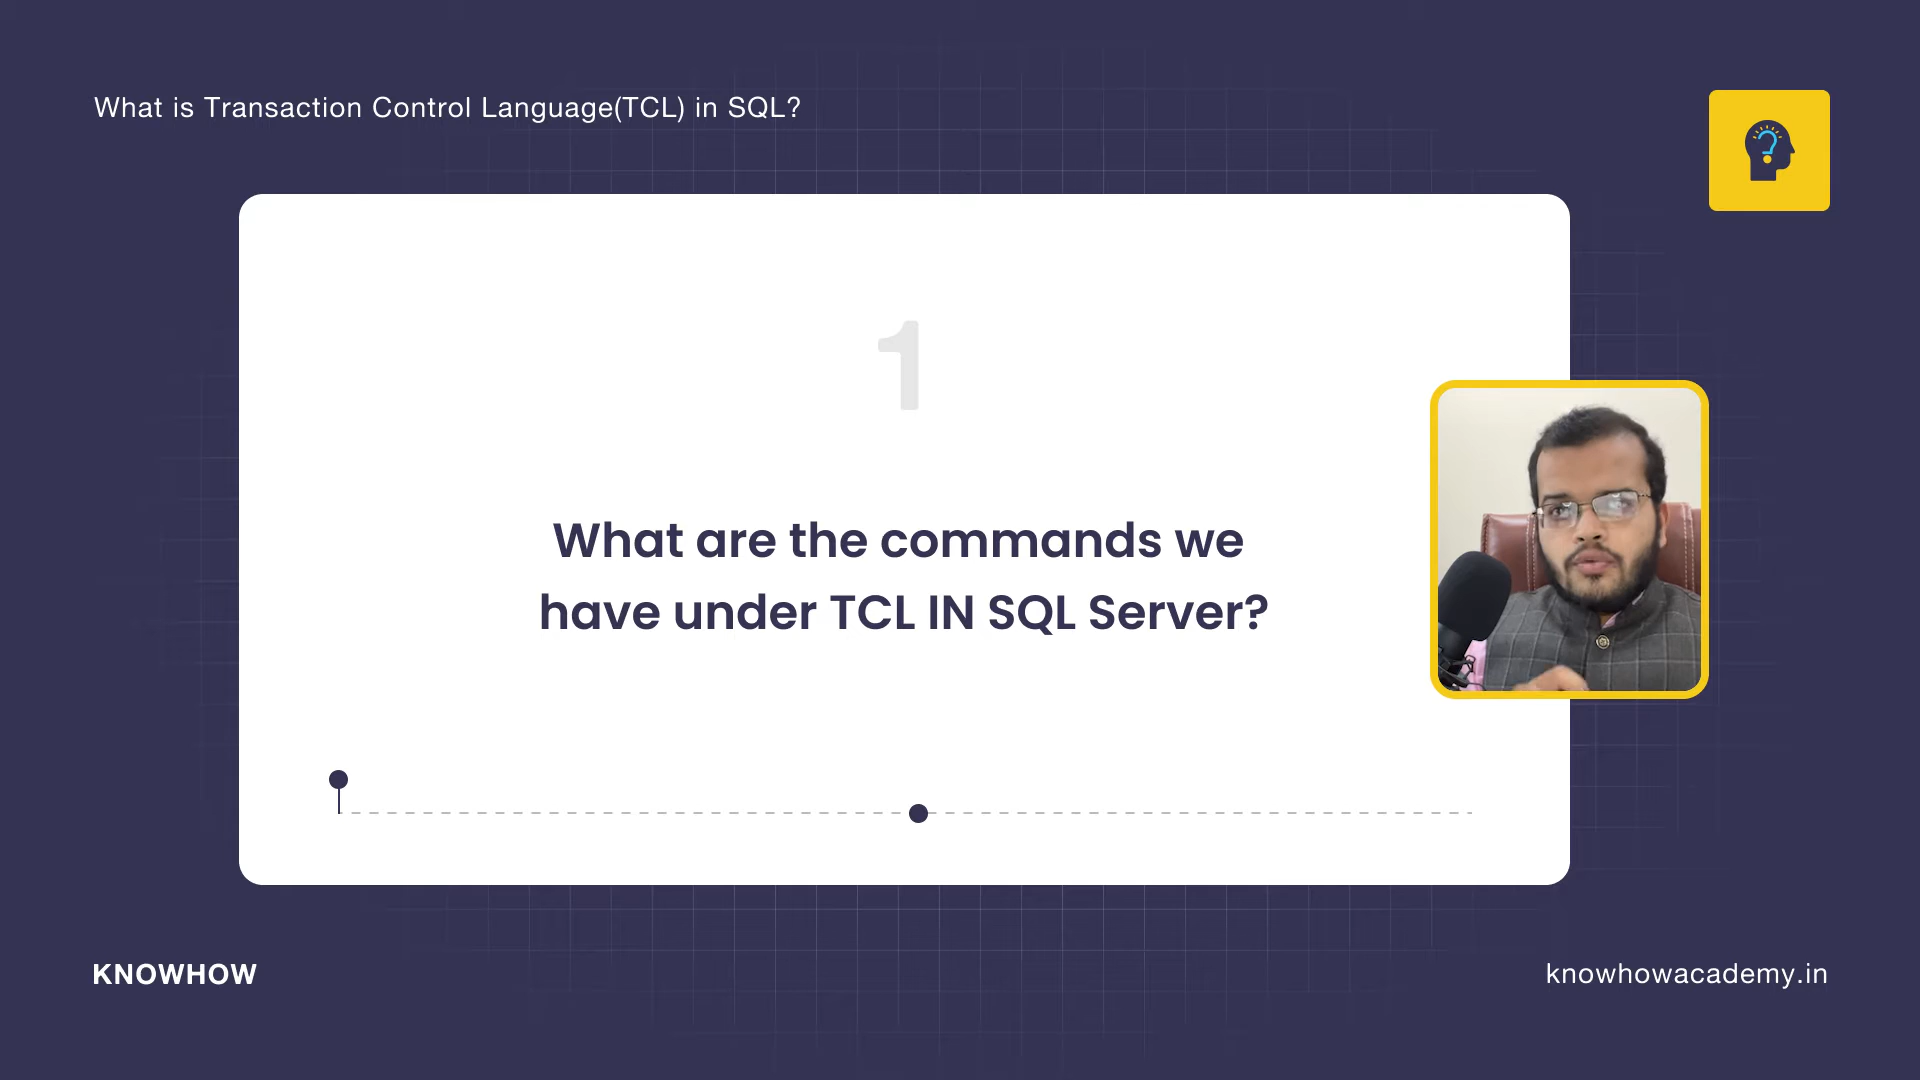 What is Transaction Control Language(TCL) in SQL?
1
What are the commands we
have under TCL IN SQL Server?
KNOWHOW
knowhowacademy.in